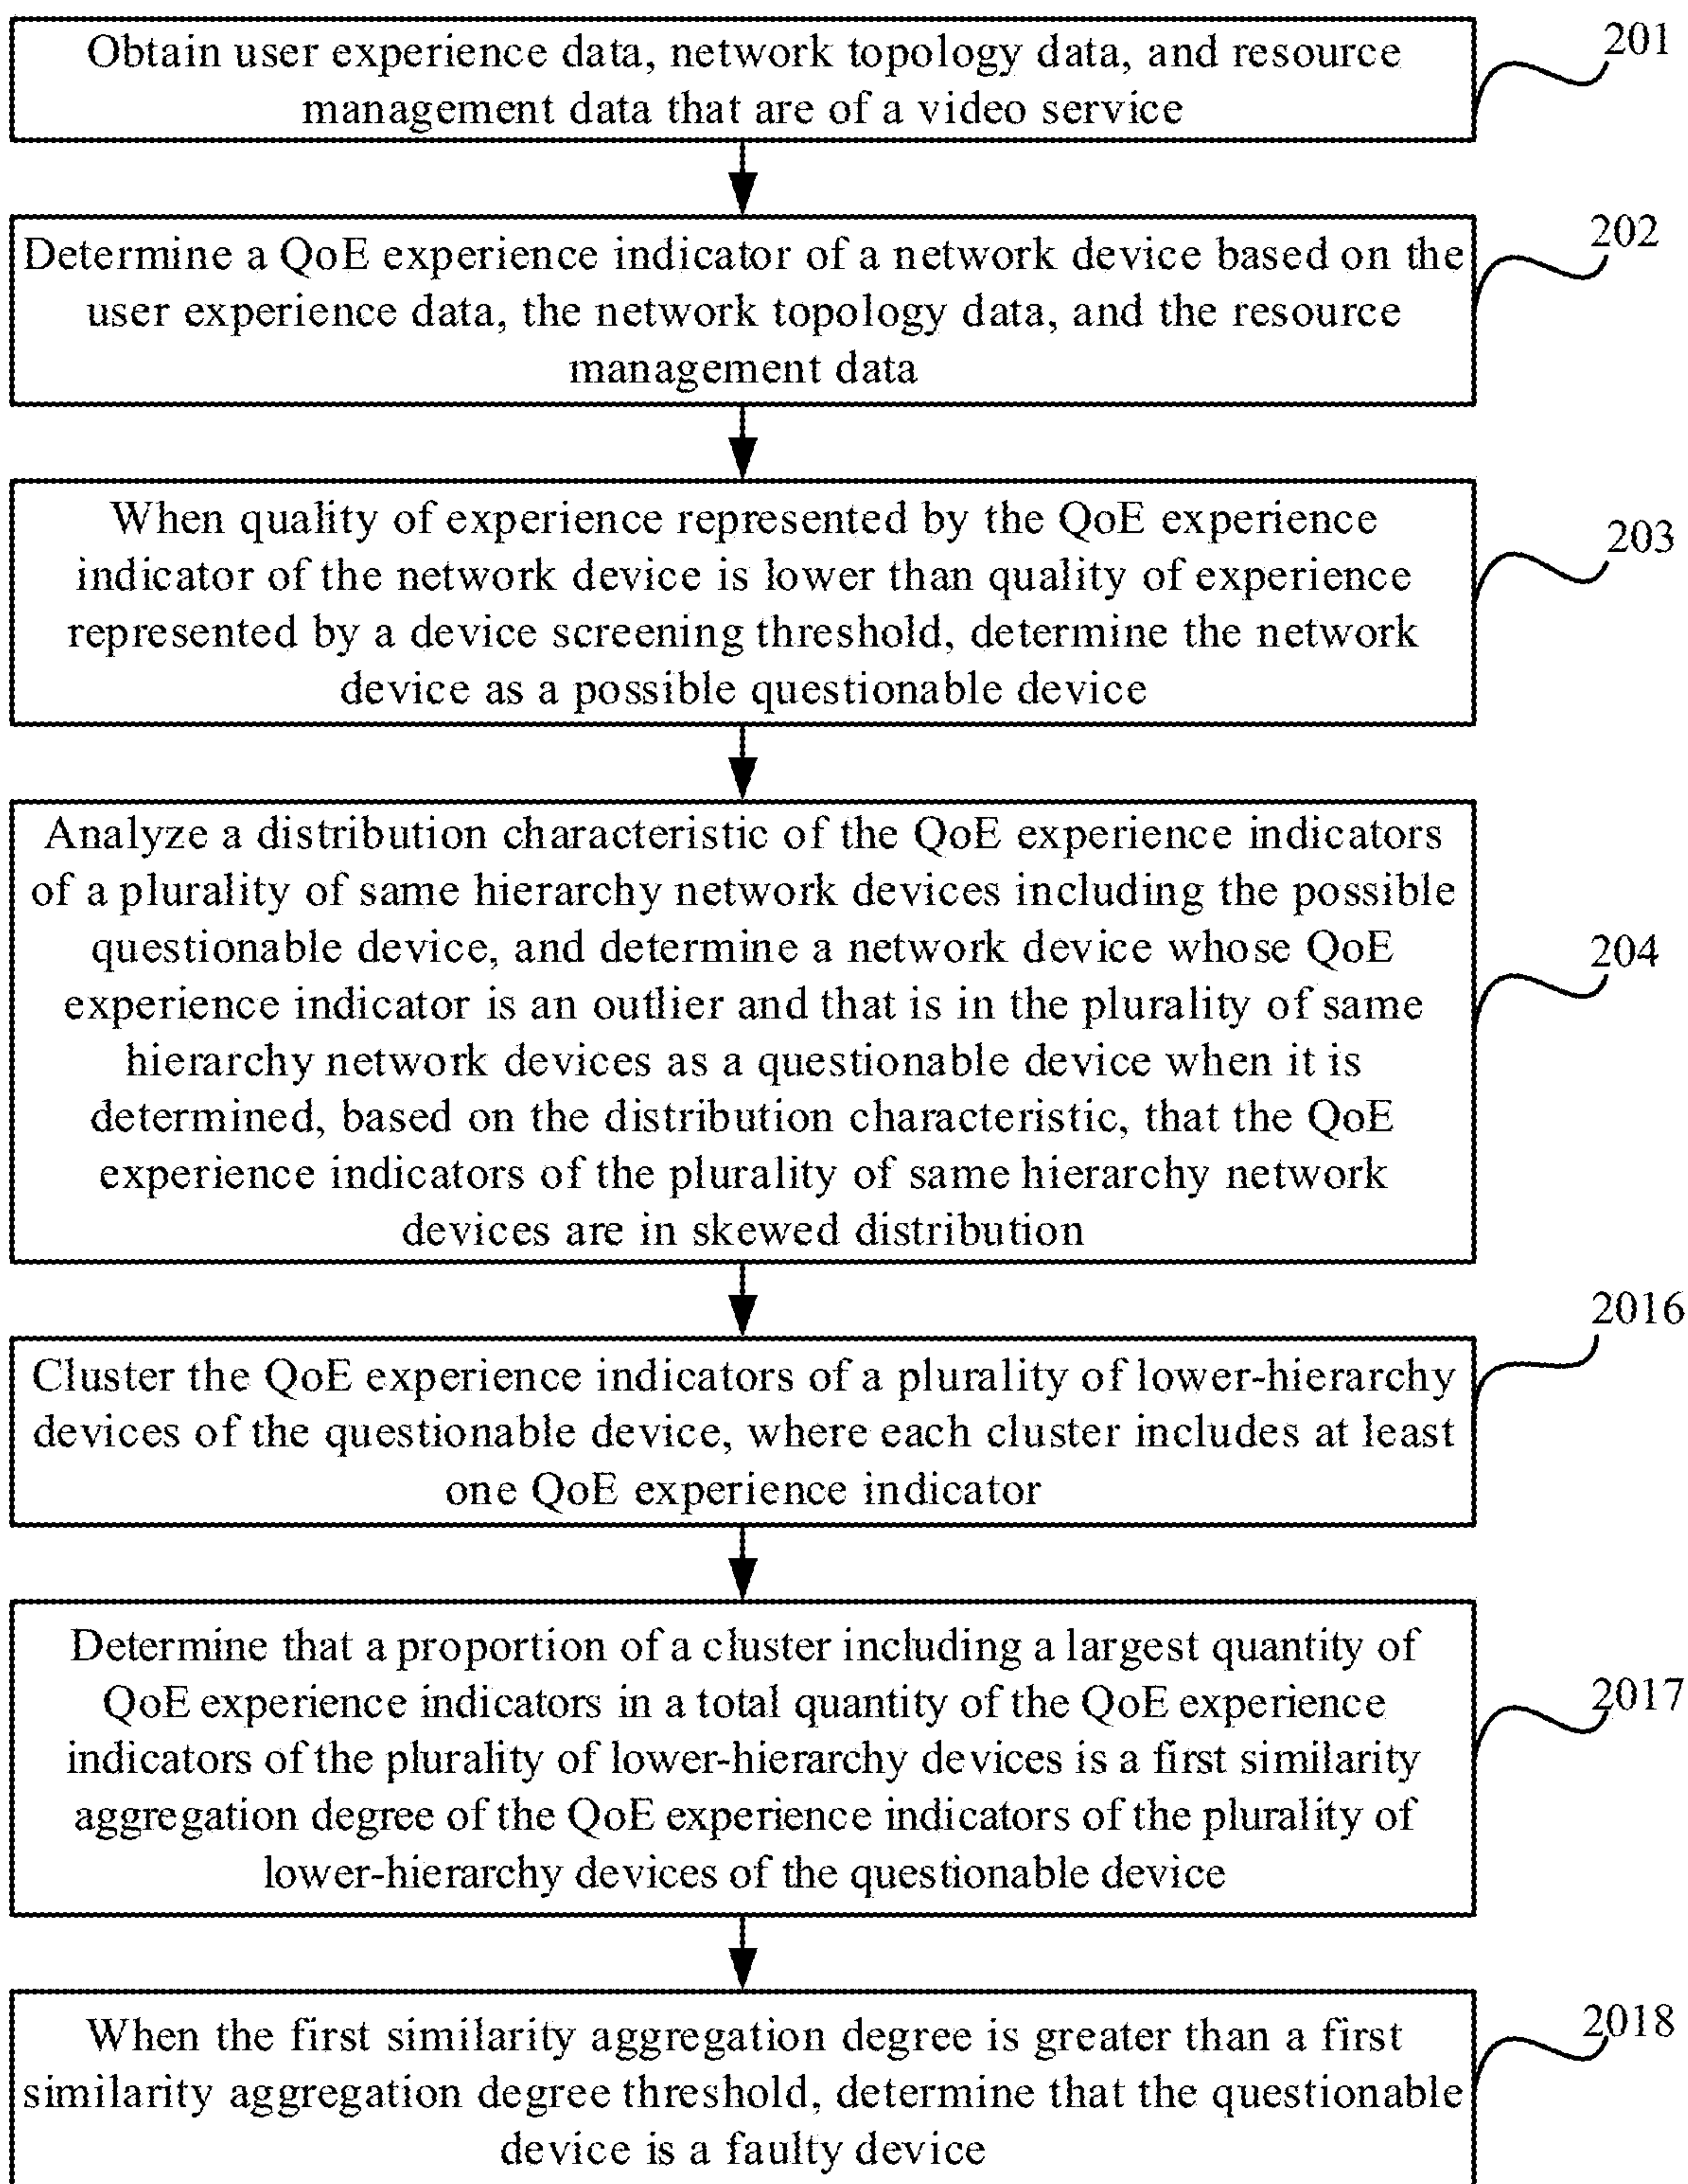 Obtain user experience data, network topology data, and resource
management data that are of a video service
201
Determine a QoE experience indicator of a network device based on the
user experience data, the network topology data, and the resource
management data
202
When quality of experience represented by the QoE experience
indicator of the network device is lower than quality of experience
represented by a device screening threshold, determine the network
device as a possible questionable device
203
Analyze a distribution characteristic of the QoE experience indicators
of a plurality of same hierarchy network devices including the possible
questionable device, and determine a network device whose QoE
experience indicator is an outlier and that is in the plurality of same
hierarchy network devices as a questionable device when it is
determined, based on the distribution characteristic, that the QoE
experience indicators of the plurality of same hierarchy network
devices are in skewed distribution
204
Cluster the QoE experience indicators of a plurality of lower-hierarchy
devices of the questionable device, where each cluster includes at least
one QoE experience indicator
2016
Determine that a proportion of a cluster including a largest quantity of
QoE experience indicators in a total quantity of the QoE experience
indicators of the plurality of lower-hierarchy devices is a first similarity
aggregation degree of the QoE experience indicators of the plurality of
lower-hierarchy devices of the questionable device
2017
When the first similarity aggregation degree is greater than a first
similarity aggregation degree threshold, determine that the questionable
device is a faulty device
2018